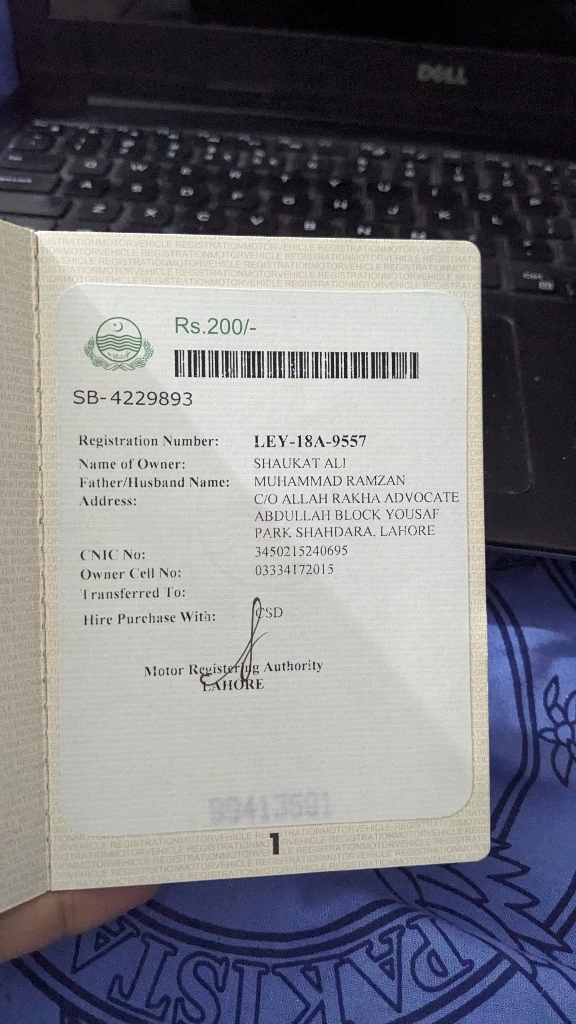 DELL
Rs.200/-
SB-4229893
Registration Number: LEY-18A-9557
Name of Owner: SHAUKAT ALI
Father/Husband Name: MUHAMMAD RAMZAN
Address: C/O ALLAH RAKHA ADVOCATE
ABDULLAH BLOCK YOUSAF
PARK SHAHDARA, LAHORE
CNIC No: 3450215240695
Owner Cell No: 03334172015
Transferred To:
Hire Purchase With: CSD
Motor Registering Authority
LAHORE
B9413591
1
PAKISTA